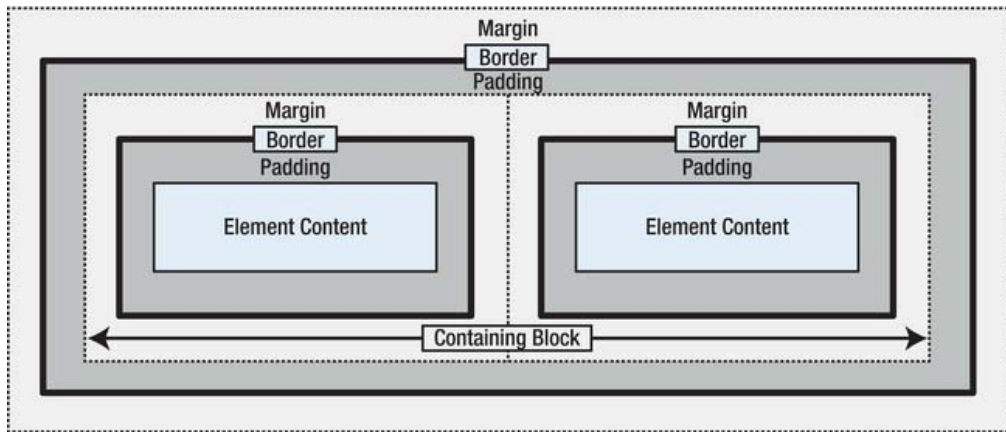 Margin
Border
Padding
Margin
Margin
Border
Border
Padding
Padding
Element Content
Element Content
Containing Block